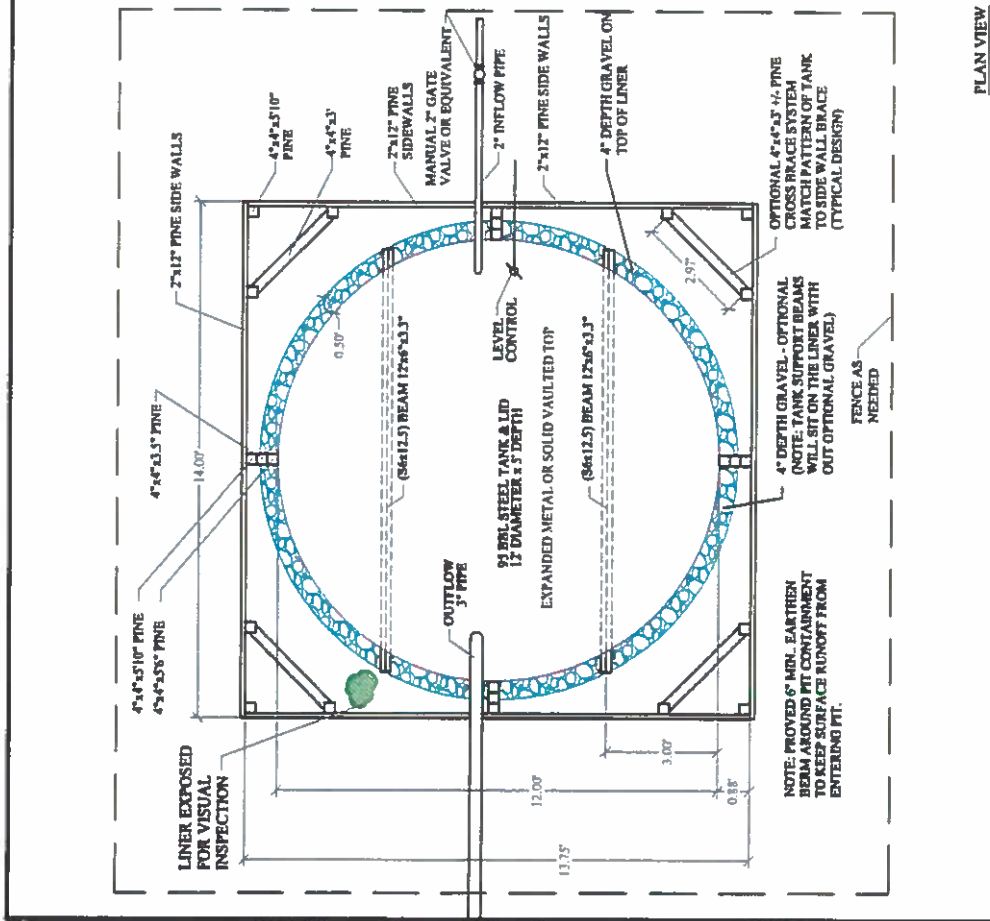 PLAN VIEW
2"x12" PINE SIDE WALLS
4"x4"x5'10"
PINE
4"x4"x3'
PINE
2"x12" PINE
SIDEWALLS
MANUAL 2" GATE
VALVE OR EQUIVALENT
2" INFLOW PIPE
2"x12" PINE SIDE WALLS
4" DEPTH GRAVEL ON
TOP OF LINER
OPTIONAL 4"x4"x3' +/- PINE
CROSS BRACE SYSTEM
MATCH PATTERN OF TANK
TO SIDE WALL BRACE
(TYPICAL DESIGN)
4"x4"x3.5" PINE
14.00'
0.50'
2.97'
LEVEL
CONTROL
(S6x12.5) BEAM 12"x6"x3.3"
95 BBL STEEL TANK & LID
12' DIAMETER x 5' DEPTH
EXPANDED METAL OR SOLID VAULTED TOP
(S6x12.5) BEAM 12"x6"x3.3"
OUTFLOW
3" PIPE
4"x4"x5'10" PINE
4"x4"x5'6" PINE
LINER EXPOSED
FOR VISUAL
INSPECTION
3.00'
12.00'
0.88'
13.75'
4" DEPTH GRAVEL - OPTIONAL
(NOTE: TANK SUPPORT BEAMS
WILL SIT ON THE LINER WITH
OUT OPTIONAL GRAVEL)
FENCE AS
NEEDED
NOTE: PROVED 6" MIN. EARTHEN
BERM AROUND PIT CONTAINMENT
TO KEEP SURFACE RUNOFF FROM
ENTERING PIT.